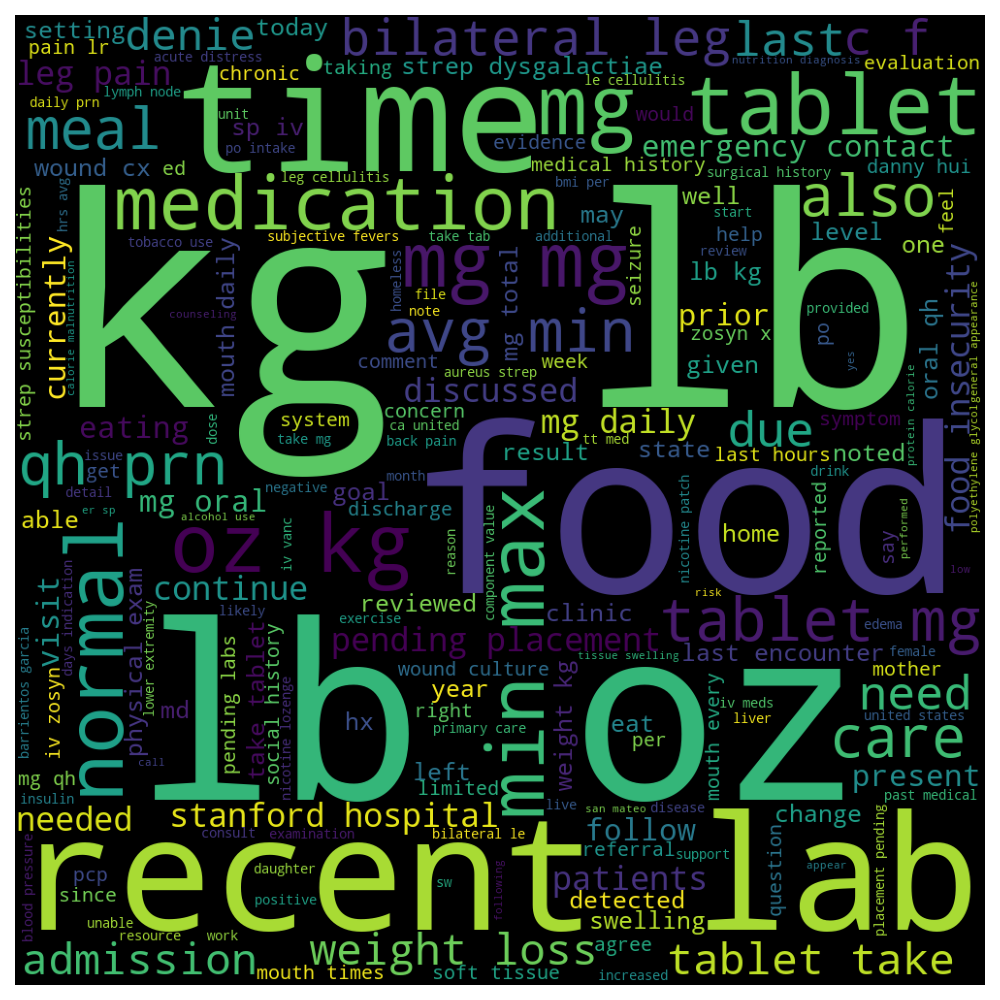 setting denie today bilateral leg last c f
pain lr acute distress nutrition diagnosis evaluation
leg pain chronic taking strep dysgalactiae le cellulitis
daily prn lymph node time mg would tablet
meal unit sp iv po intake evidence emergency contact
wound cx ed medical history surgical history danny hui
leg cellulitis bmi per well also
strep susceptibilities hrs avg medication may start level feel
currently tobacco use subjective fevers take tab additional help one
kg lb mg mg seizure lb kg review
calorie malnutrition mouth daily counseling homeless file note mg total prior provided po yes
avg min zosyn x oral qh food insecurity
comment week given
aureus strep discussed
eating system concern mg daily due symptom
take mg ca united back pain tt med
qh prn dose result state last hours noted
issue get detail negative month drink protein calorie polyethylene glycol general appearance
mg oral goal discharge food
able er sp alcohol use iv vanc reason component value nicotine patch home reported say performed low
normal oz kg max
iv zosyn visit days indication continue risk
physical exam likely exercise reviewed clinic edema female
lower extremity pending placement tablet mg
barrientos garcia wound culture tissue swelling last encounter mother
md take tablet social history year weight kg iv meds
pending labs hx right primary care eat per liver united states need
lb min oz mouth every care
mg qh call nicotine lozenge left limited live present
insulin san mateo disease past medical
needed stanford hospital change
consult examination bilateral le follow
blood pressure pcp daughter referral support question appear placement pending
since positive sw following patients
recent lab
unable detected
resource work swelling
admission weight loss agree tablet take
mouth times soft tissue increased